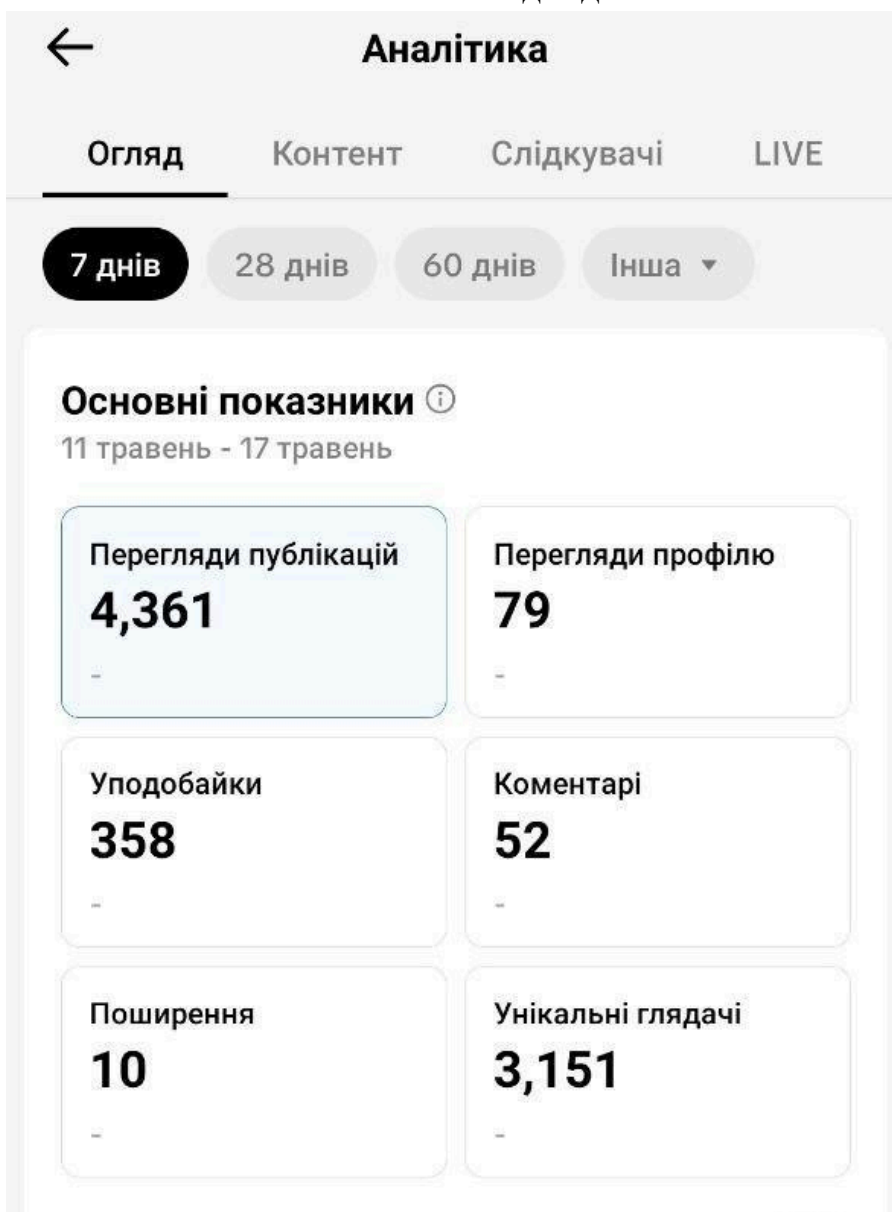 Аналітика
Огляд Контент Слідкувачі LIVE
7 днів 28 днів 60 днів Інша
Основні показники
11 травень - 17 травень
Перегляди публікацій Перегляди профілю
4,361 79
- -
Уподобайки Коментарі
358 52
- -
Поширення Унікальні глядачі
10 3,151
- -